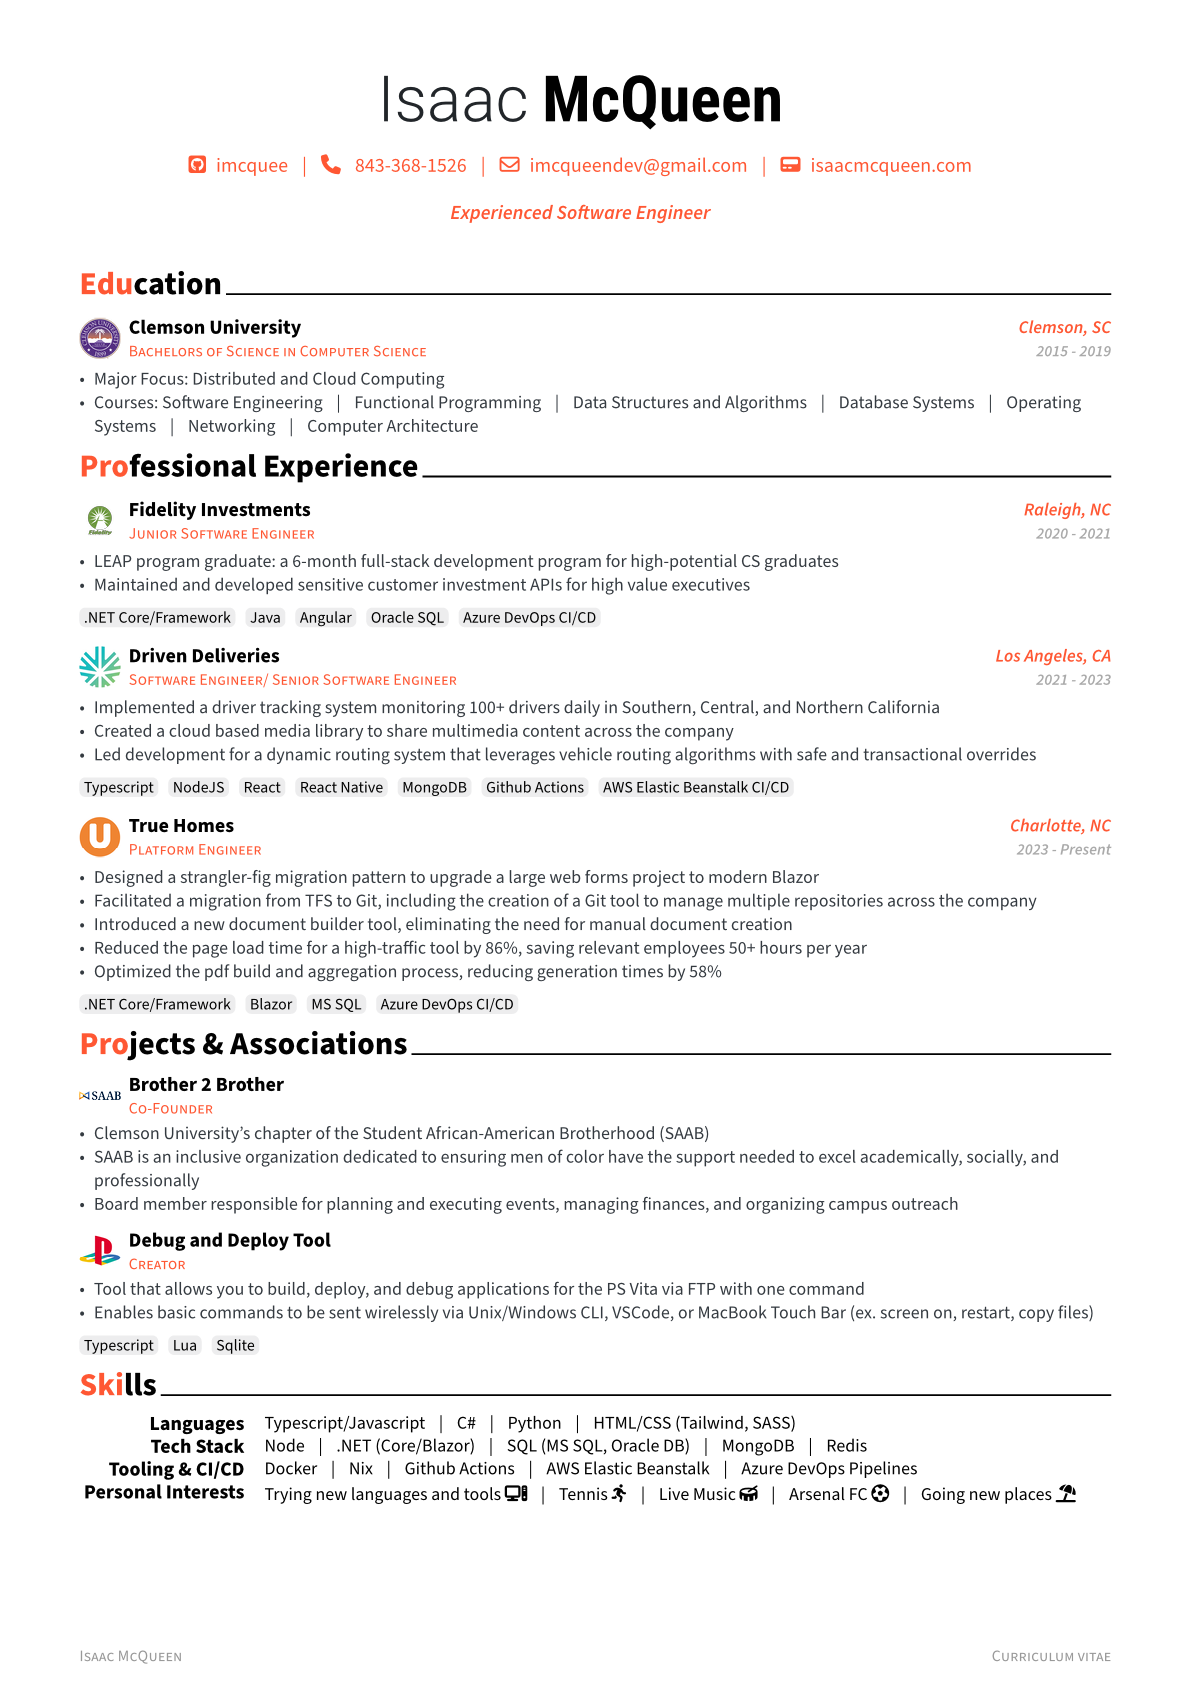 Isaac McQueen
imcquee | 843-368-1526 | imcqueendev@gmail.com | isaacmcqueen.com
Experienced Software Engineer
Education
Clemson University Clemson, SC
Bachelors of Science in Computer Science 2015 - 2019
• Major Focus: Distributed and Cloud Computing
• Courses: Software Engineering | Functional Programming | Data Structures and Algorithms | Database Systems | Operating
Systems | Networking | Computer Architecture
Professional Experience
Fidelity
Fidelity Investments Raleigh, NC
Junior Software Engineer 2020 - 2021
• LEAP program graduate: a 6-month full-stack development program for high-potential CS graduates
• Maintained and developed sensitive customer investment APIs for high value executives
.NET Core/Framework Java Angular Oracle SQL Azure DevOps CI/CD
Driven Deliveries Los Angeles, CA
Software Engineer/ Senior Software Engineer 2021 - 2023
• Implemented a driver tracking system monitoring 100+ drivers daily in Southern, Central, and Northern California
• Created a cloud based media library to share multimedia content across the company
• Led development for a dynamic routing system that leverages vehicle routing algorithms with safe and transactional overrides
Typescript NodeJS React React Native MongoDB Github Actions AWS Elastic Beanstalk CI/CD
True Homes Charlotte, NC
Platform Engineer 2023 - Present
• Designed a strangler-fig migration pattern to upgrade a large web forms project to modern Blazor
• Facilitated a migration from TFS to Git, including the creation of a Git tool to manage multiple repositories across the company
• Introduced a new document builder tool, eliminating the need for manual document creation
• Reduced the page load time for a high-traffic tool by 86%, saving relevant employees 50+ hours per year
• Optimized the pdf build and aggregation process, reducing generation times by 58%
.NET Core/Framework Blazor MS SQL Azure DevOps CI/CD
Projects & Associations
SAAB
Brother 2 Brother
Co-Founder
• Clemson University’s chapter of the Student African-American Brotherhood (SAAB)
• SAAB is an inclusive organization dedicated to ensuring men of color have the support needed to excel academically, socially, and
professionally
• Board member responsible for planning and executing events, managing finances, and organizing campus outreach
Debug and Deploy Tool
Creator
• Tool that allows you to build, deploy, and debug applications for the PS Vita via FTP with one command
• Enables basic commands to be sent wirelessly via Unix/Windows CLI, VSCode, or MacBook Touch Bar (ex. screen on, restart, copy files)
Typescript Lua Sqlite
Skills
Languages Typescript/Javascript | C# | Python | HTML/CSS (Tailwind, SASS)
Tech Stack Node | .NET (Core/Blazor) | SQL (MS SQL, Oracle DB) | MongoDB | Redis
Tooling & CI/CD Docker | Nix | Github Actions | AWS Elastic Beanstalk | Azure DevOps Pipelines
Personal Interests Trying new languages and tools | Tennis | Live Music | Arsenal FC | Going new places
Isaac McQueen Curriculum vitae